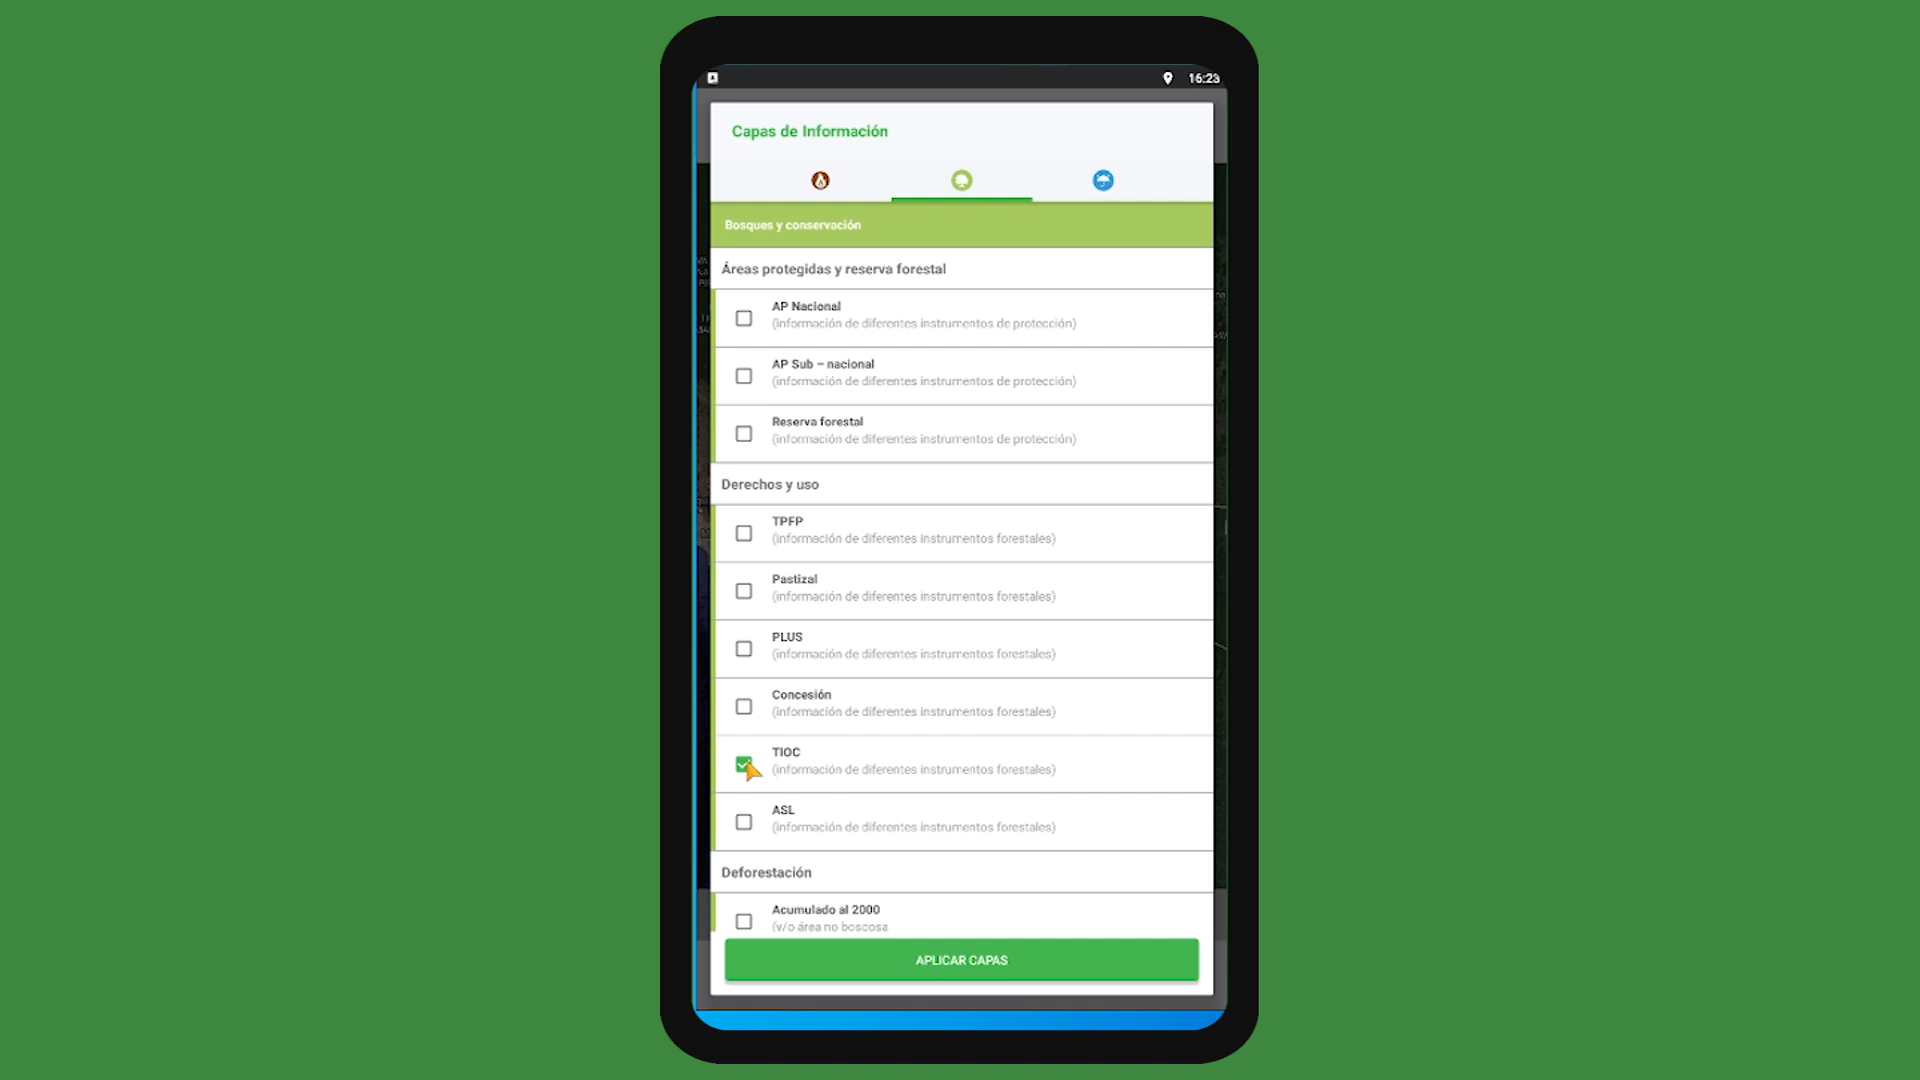 16:23
Capas de Información
Bosques y conservación
Áreas protegidas y reserva forestal
AP Nacional
(información de diferentes instrumentos de protección)
AP Sub – nacional
(información de diferentes instrumentos de protección)
Reserva forestal
(información de diferentes instrumentos de protección)
Derechos y uso
TPFP
(información de diferentes instrumentos forestales)
Pastizal
(información de diferentes instrumentos forestales)
PLUS
(información de diferentes instrumentos forestales)
Concesión
(información de diferentes instrumentos forestales)
TIOC
(información de diferentes instrumentos forestales)
ASL
(información de diferentes instrumentos forestales)
Deforestación
Acumulado al 2000
(y/o área no boscosa
APLICAR CAPAS